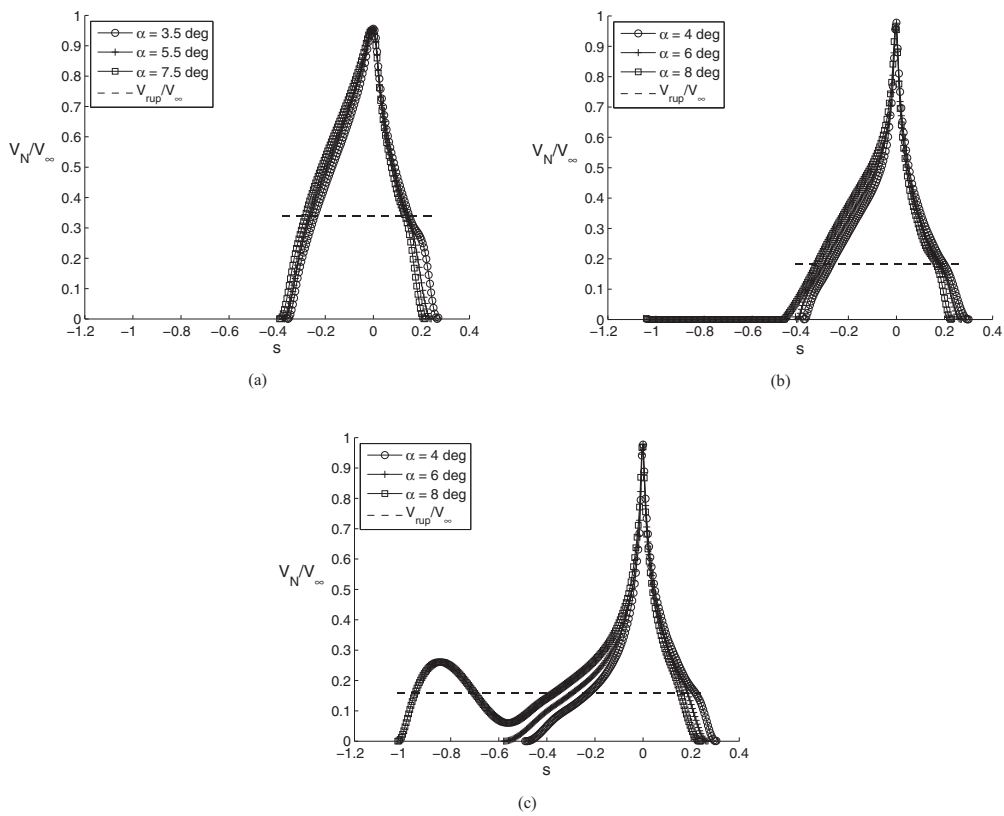 1
0.9
0.8
0.7
0.6
0.5
0.4
0.3
0.2
0.1
0
V_N/V_∞
α = 3.5 deg
α = 5.5 deg
α = 7.5 deg
V_rup/V_∞
−1.2 −1 −0.8 −0.6 −0.4 −0.2 0 0.2 0.4
s
(a)
1
0.9
0.8
0.7
0.6
0.5
0.4
0.3
0.2
0.1
0
V_N/V_∞
α = 4 deg
α = 6 deg
α = 8 deg
V_rup/V_∞
−1.2 −1 −0.8 −0.6 −0.4 −0.2 0 0.2 0.4
s
(b)
1
0.9
0.8
0.7
0.6
0.5
0.4
0.3
0.2
0.1
0
V_N/V_∞
α = 4 deg
α = 6 deg
α = 8 deg
V_rup/V_∞
−1.2 −1 −0.8 −0.6 −0.4 −0.2 0 0.2 0.4
s
(c)